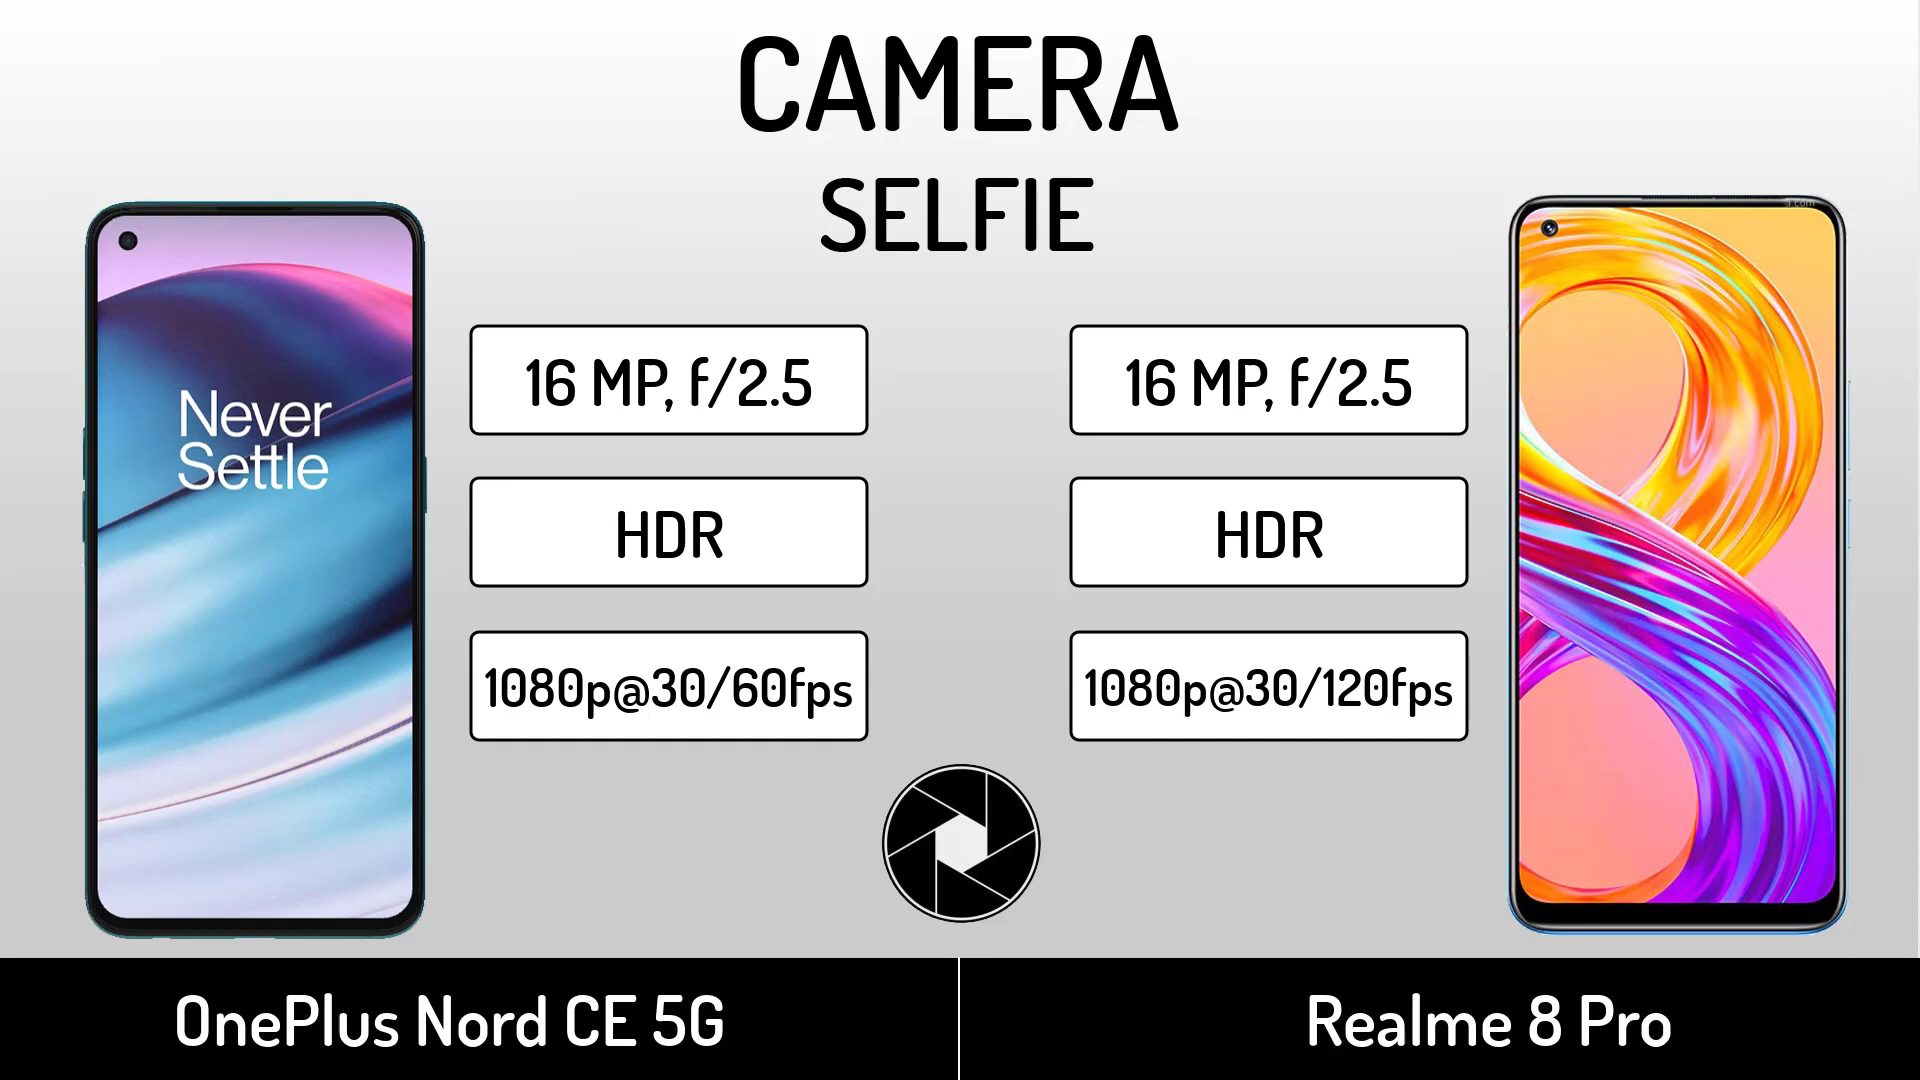 CAMERA
SELFIE
Never
Settle
16 MP, f/2.5
16 MP, f/2.5
HDR
HDR
1080p@30/60fps
1080p@30/120fps
OnePlus Nord CE 5G
Realme 8 Pro